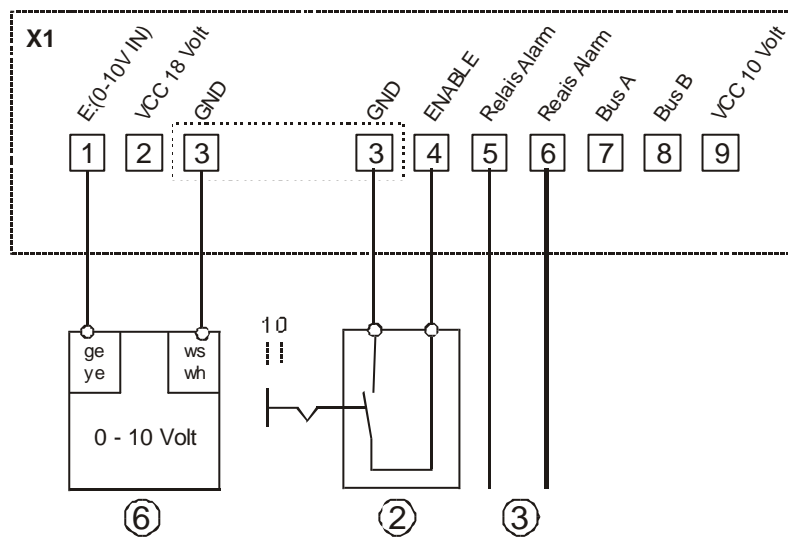 X1
E:(0-10V IN)
VCC 18 Volt
GND
GND
ENABLE
Relais Alarm
Reais Alarm
Bus A
Bus B
VCC 10 Volt
1 2 3 3 4 5 6 7 8 9
1 0
ge ws
ye wh
0 - 10 Volt
6 2 3